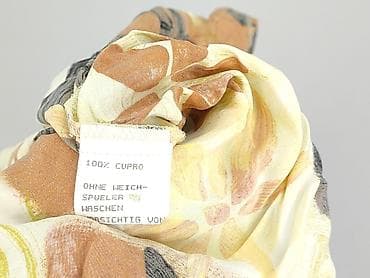 100% CUPRO
OHNE WEICH-
SPUELER
WASCHEN
VORSICHTIG VON